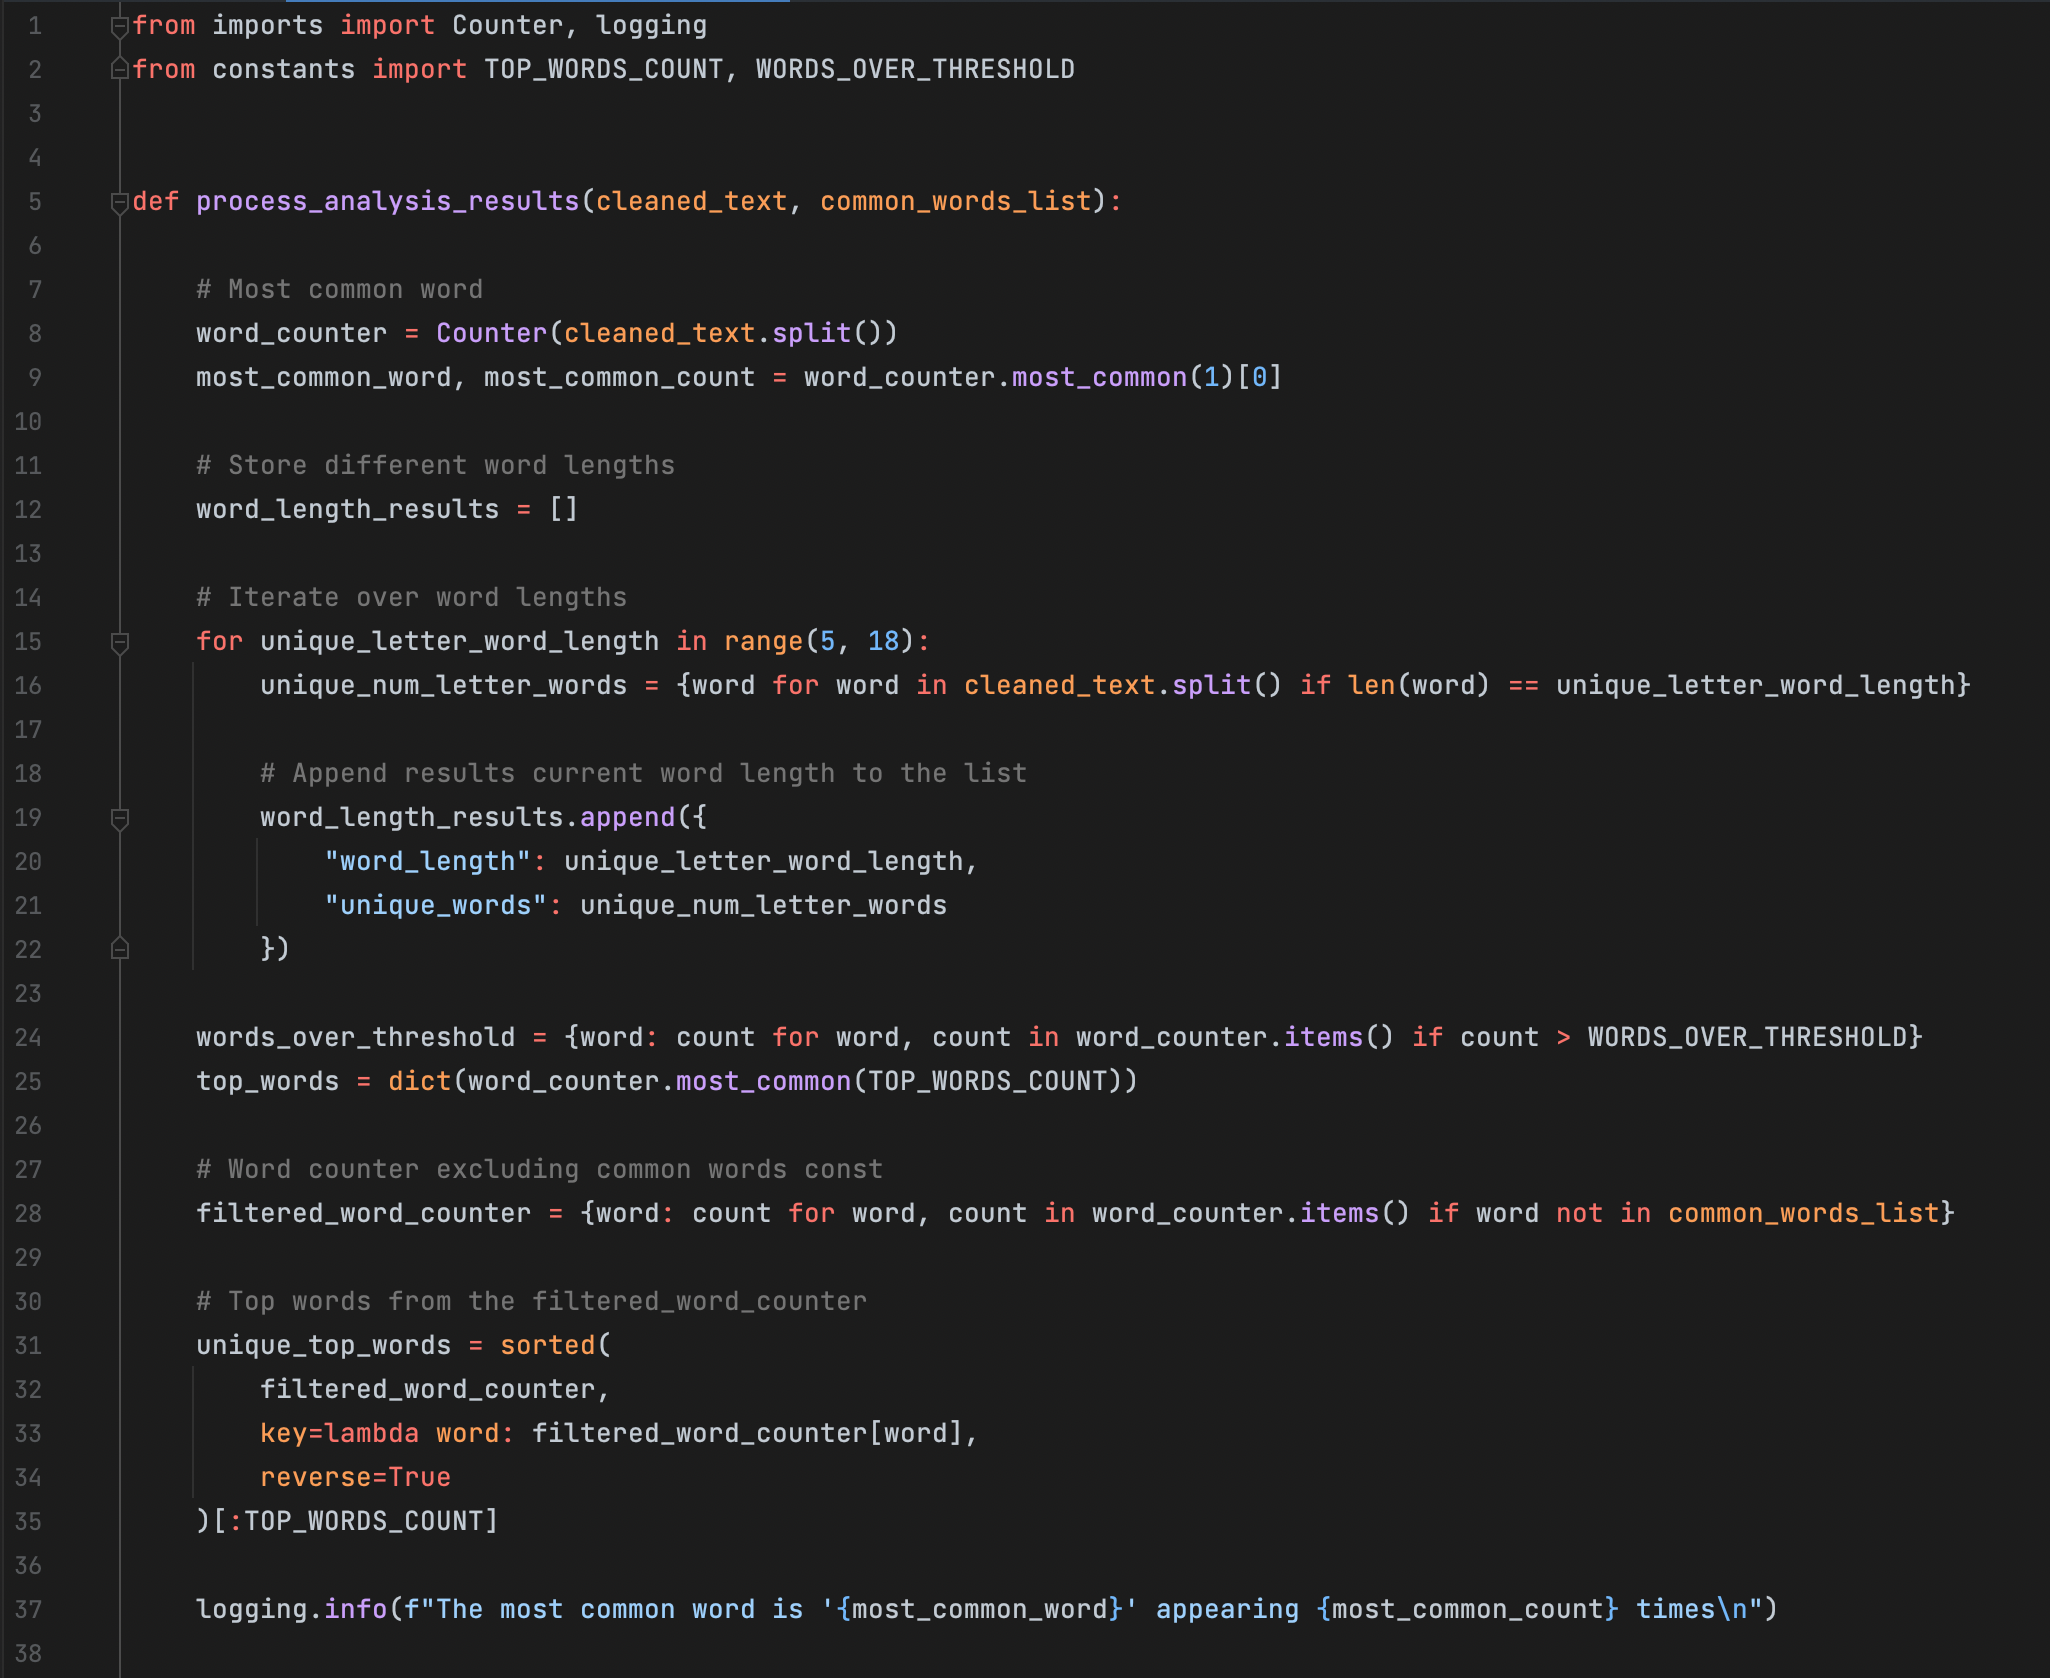 1 from imports import Counter, logging
2 from constants import TOP_WORDS_COUNT, WORDS_OVER_THRESHOLD
3
4
5 def process_analysis_results(cleaned_text, common_words_list):
6
7     # Most common word
8     word_counter = Counter(cleaned_text.split())
9     most_common_word, most_common_count = word_counter.most_common(1)[0]
10
11     # Store different word lengths
12     word_length_results = []
13
14     # Iterate over word lengths
15     for unique_letter_word_length in range(5, 18):
16         unique_num_letter_words = {word for word in cleaned_text.split() if len(word) == unique_letter_word_length}
17
18         # Append results current word length to the list
19         word_length_results.append({
20             "word_length": unique_letter_word_length,
21             "unique_words": unique_num_letter_words
22         })
23
24     words_over_threshold = {word: count for word, count in word_counter.items() if count > WORDS_OVER_THRESHOLD}
25     top_words = dict(word_counter.most_common(TOP_WORDS_COUNT))
26
27     # Word counter excluding common words const
28     filtered_word_counter = {word: count for word, count in word_counter.items() if word not in common_words_list}
29
30     # Top words from the filtered_word_counter
31     unique_top_words = sorted(
32         filtered_word_counter,
33         key=lambda word: filtered_word_counter[word],
34         reverse=True
35     )[:TOP_WORDS_COUNT]
36
37     logging.info(f"The most common word is '{most_common_word}' appearing {most_common_count} times\n")
38